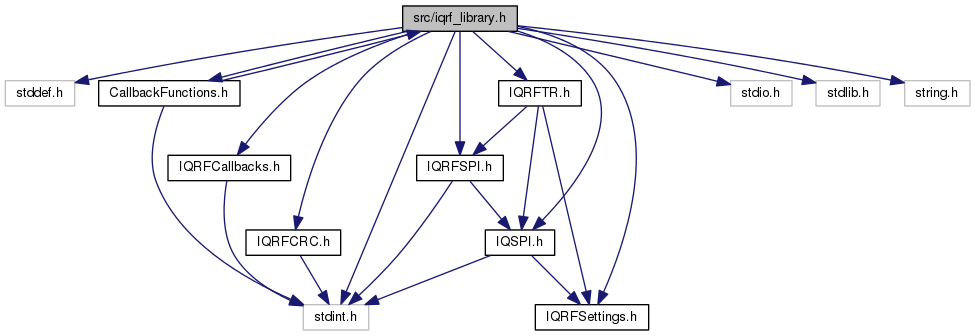 src/iqrf_library.h
stddef.h
CallbackFunctions.h
IQRFTR.h
stdio.h
stdlib.h
string.h
IQRFCallbacks.h
IQRFSPI.h
IQRFCRC.h
IQSPI.h
stdint.h
IQRFSettings.h